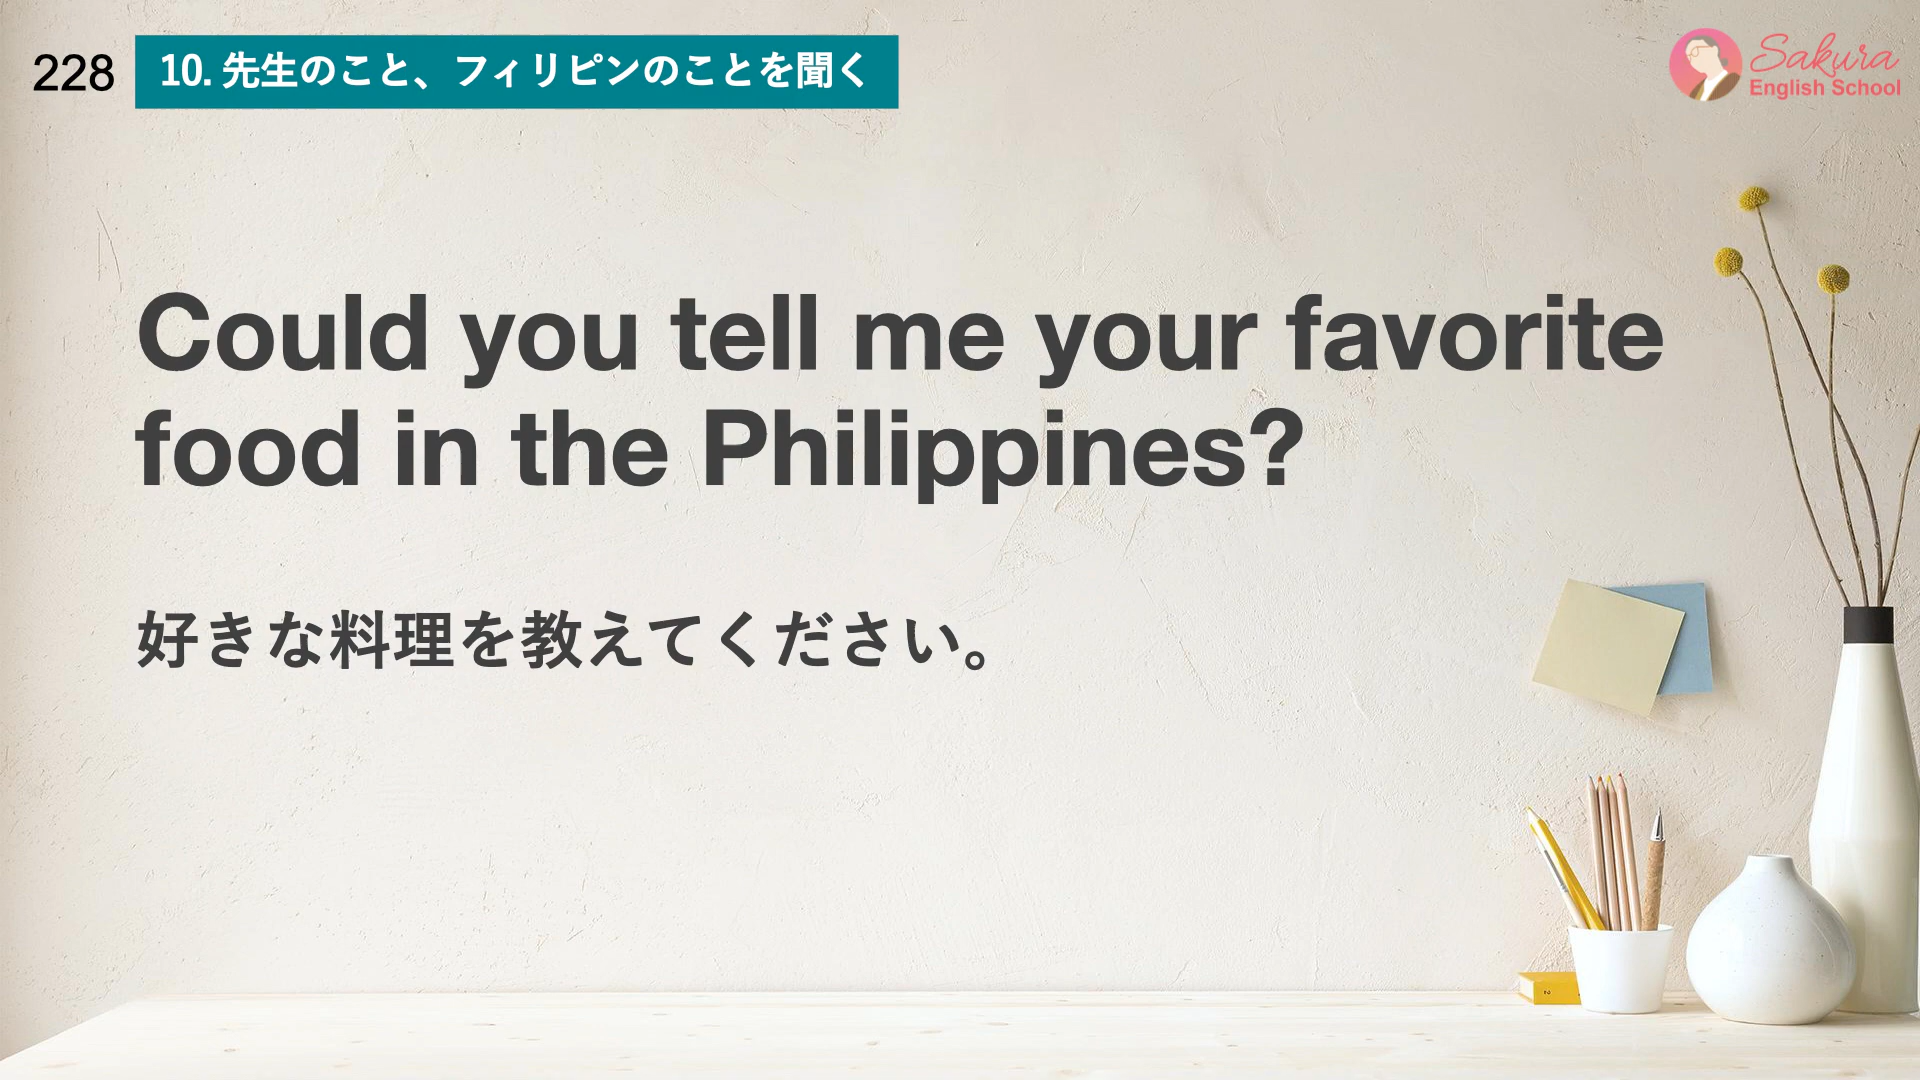 228
10. 先生のこと、フィリピンのことを聞く
Sakura
English School
Could you tell me your favorite
food in the Philippines?
好きな料理を教えてください。